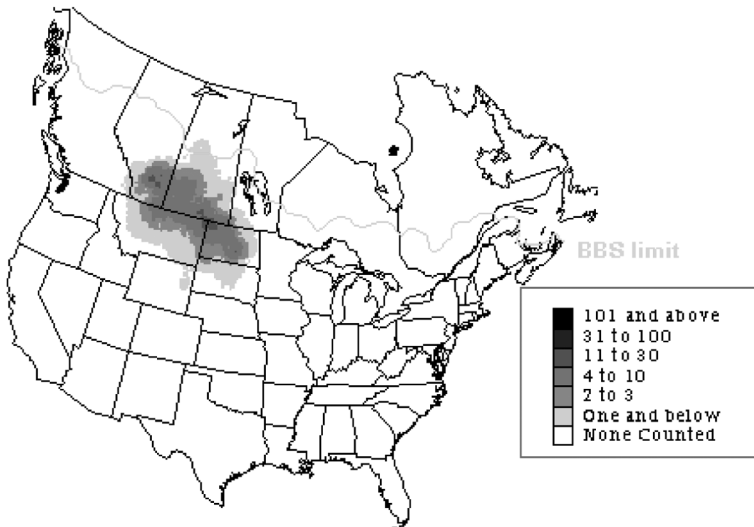 BBS limit
101 and above
31 to 100
11 to 30
4 to 10
2 to 3
One and below
None Counted